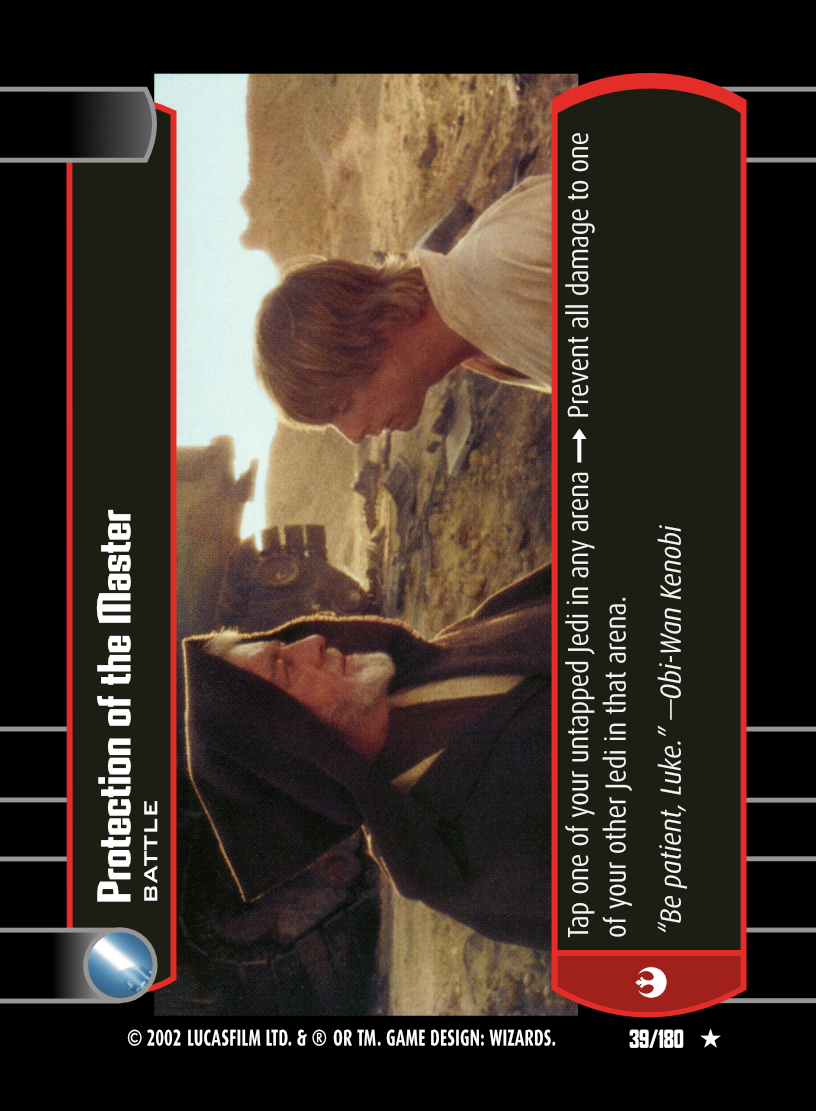 Protection of the Master
BATTLE
Tap one of your untapped Jedi in any arena → Prevent all damage to one
of your other Jedi in that arena.
“Be patient, Luke.” —Obi-Wan Kenobi
© 2002 LUCASFILM LTD. & ® OR TM. GAME DESIGN: WIZARDS.
39/180 ★